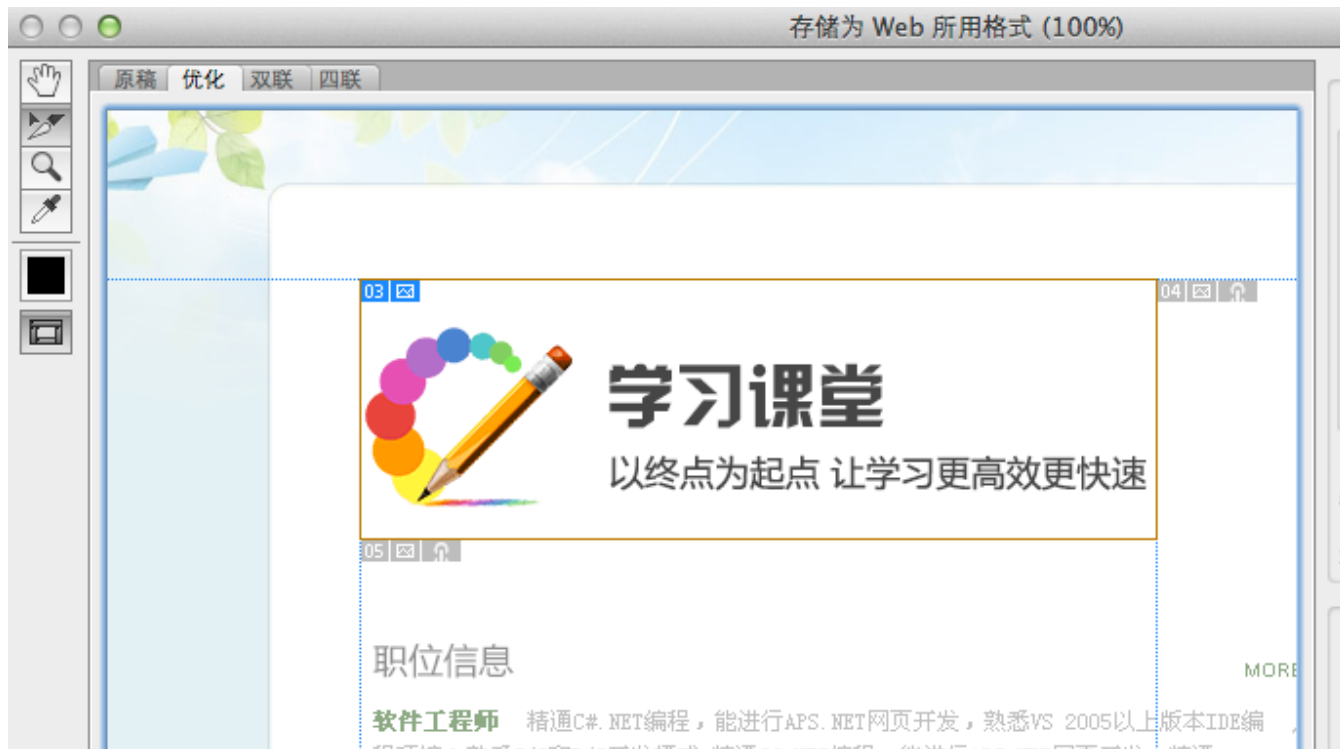 存储为 Web 所用格式 (100%)
原稿 优化 双联 四联
03
04
学习课堂
以终点为起点 让学习更高效更快速
05
职位信息
MORE
软件工程师 精通C#.NET编程，能进行APS.NET网页开发，熟悉VS 2005以上版本IDE编